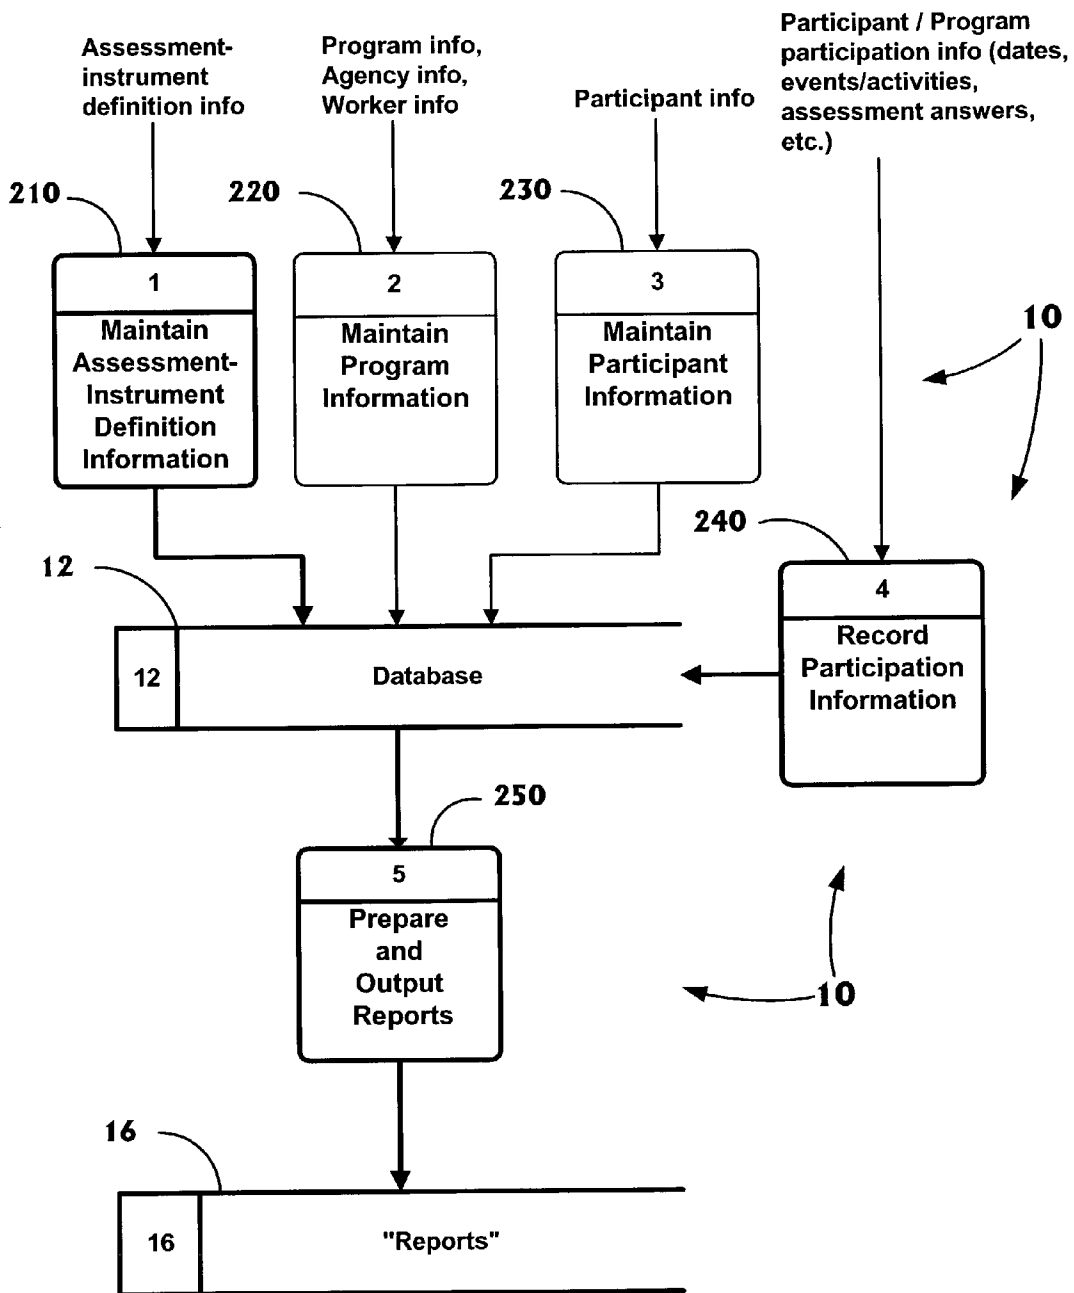 Assessment-
instrument
definition info
Program info,
Agency info,
Worker info
Participant info
Participant / Program
participation info (dates,
events/activities,
assessment answers,
etc.)
210
220
230
1
Maintain
Assessment-
Instrument
Definition
Information
2
Maintain
Program
Information
3
Maintain
Participant
Information
10
240
4
Record
Participation
Information
12
12
Database
250
5
Prepare
and
Output
Reports
10
16
16
"Reports"